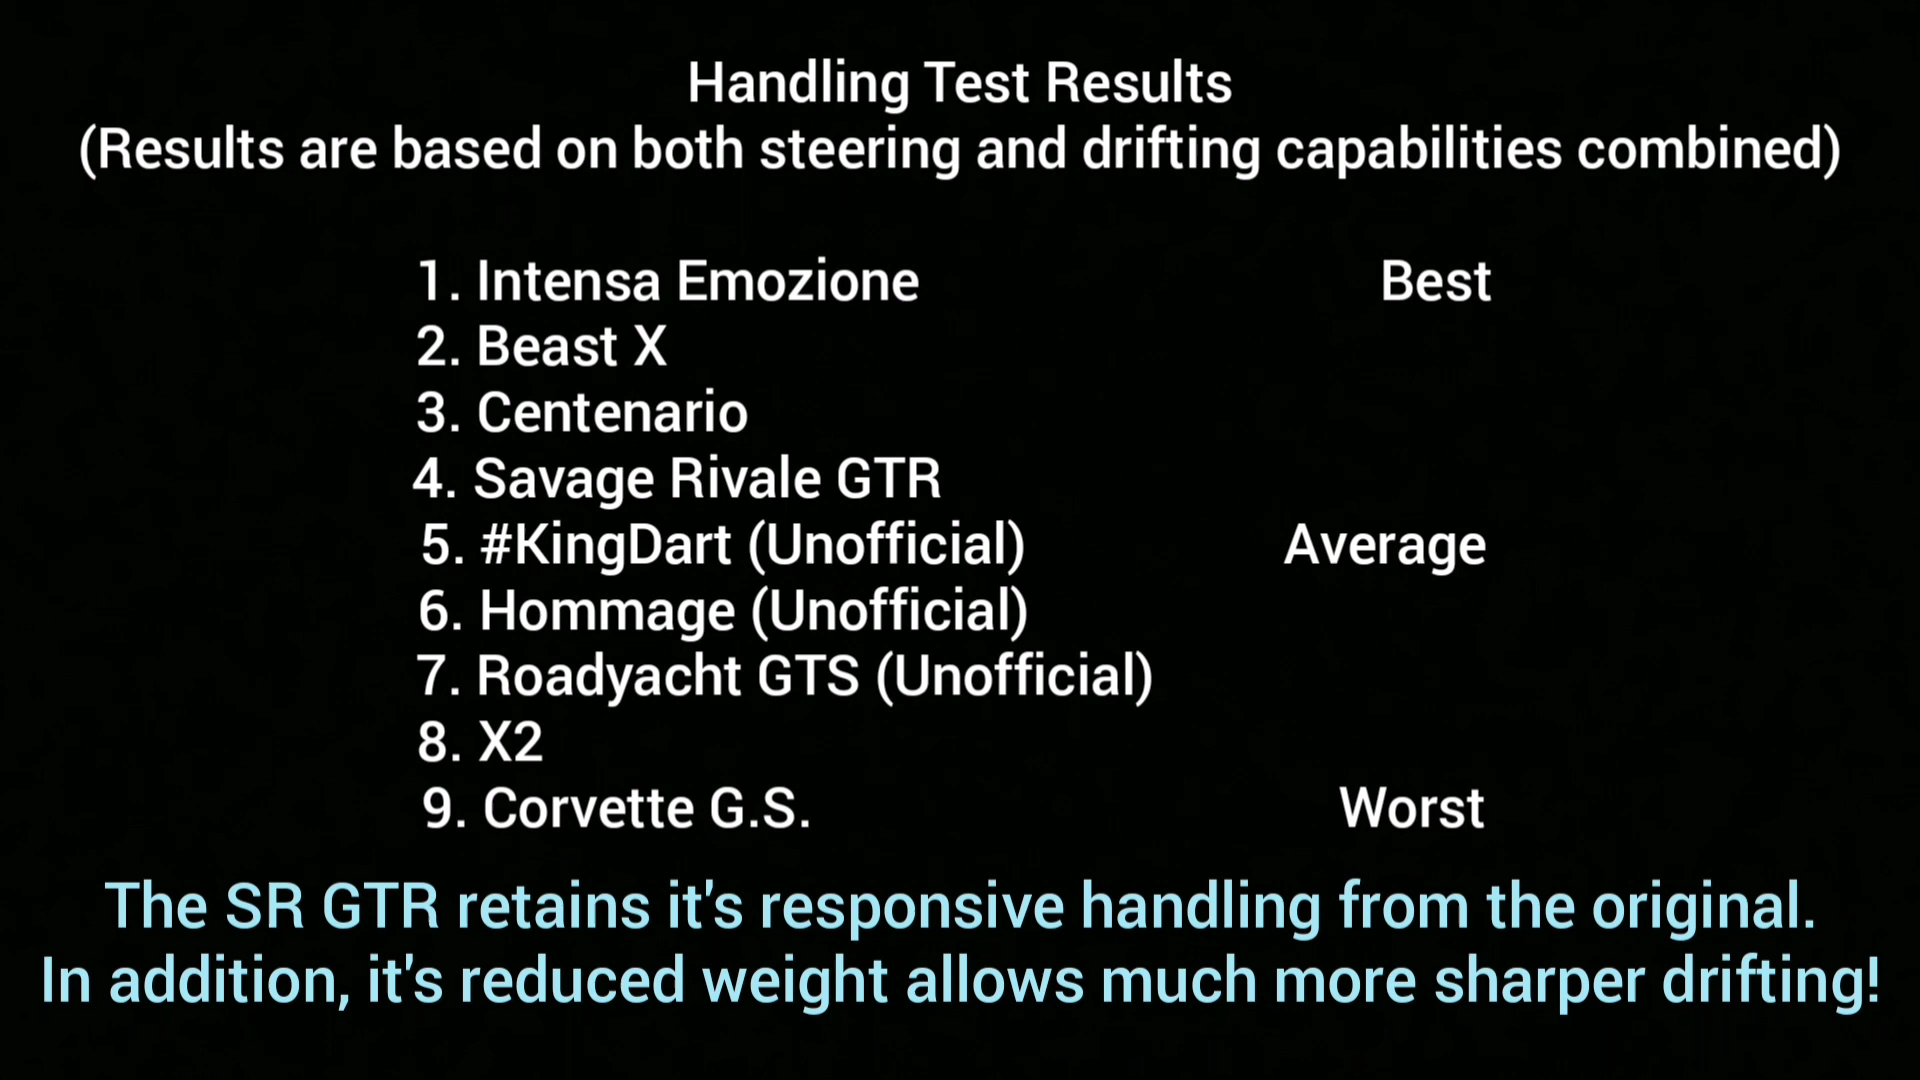 Handling Test Results
(Results are based on both steering and drifting capabilities combined)
1. Intensa Emozione Best
2. Beast X
3. Centenario
4. Savage Rivale GTR
5. #KingDart (Unofficial) Average
6. Hommage (Unofficial)
7. Roadyacht GTS (Unofficial)
8. X2
9. Corvette G.S. Worst
The SR GTR retains it's responsive handling from the original.
In addition, it's reduced weight allows much more sharper drifting!